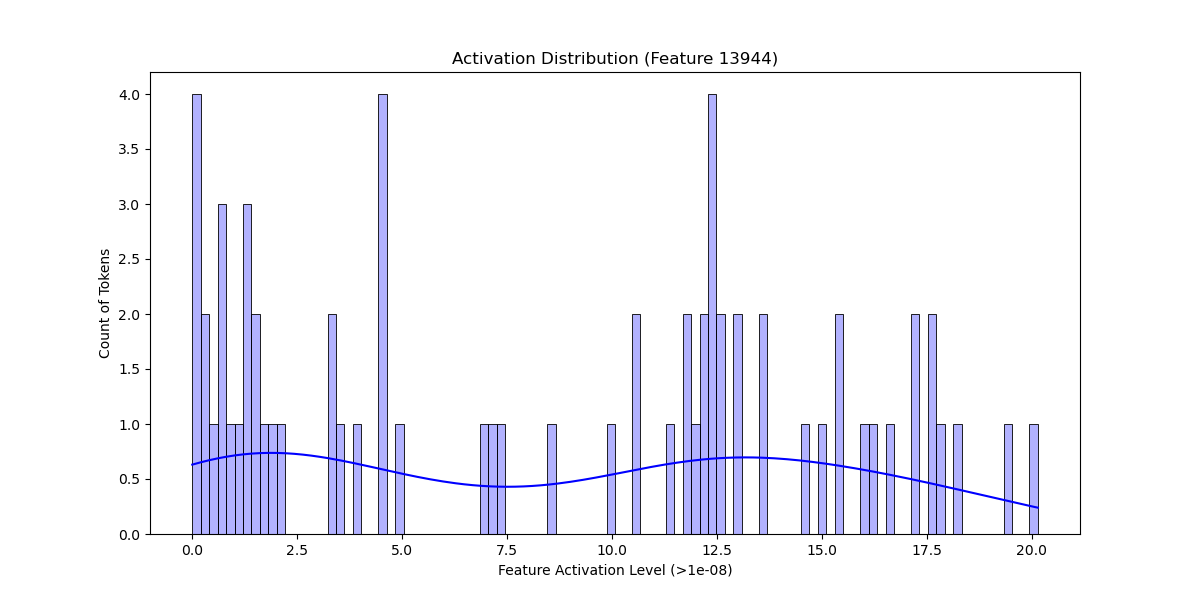 Activation Distribution (Feature 13944)
Count of Tokens
4.0
3.5
3.0
2.5
2.0
1.5
1.0
0.5
0.0
0.0 2.5 5.0 7.5 10.0 12.5 15.0 17.5 20.0
Feature Activation Level (>1e-08)